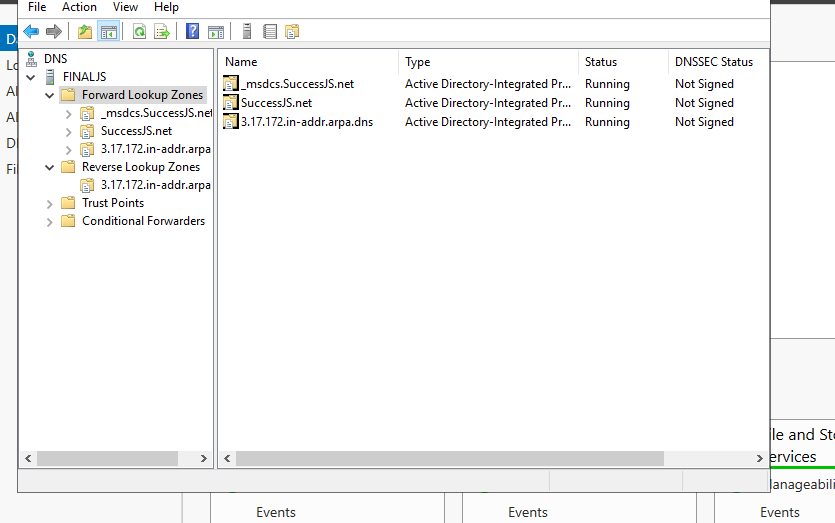 File Action View Help
DNS
FINALJS
Forward Lookup Zones
_msdcs.SuccessJS.net
SuccessJS.net
3.17.172.in-addr.arpa
Reverse Lookup Zones
3.17.172.in-addr.arpa
Trust Points
Conditional Forwarders
Name Type Status DNSSEC Status
_msdcs.SuccessJS.net Active Directory-Integrated Pr... Running Not Signed
SuccessJS.net Active Directory-Integrated Pr... Running Not Signed
3.17.172.in-addr.arpa.dns Active Directory-Integrated Pr... Running Not Signed
D
Lo
Al
Al
D
Fi
ile and Sto
ervices
Manageabili
Events Events Events